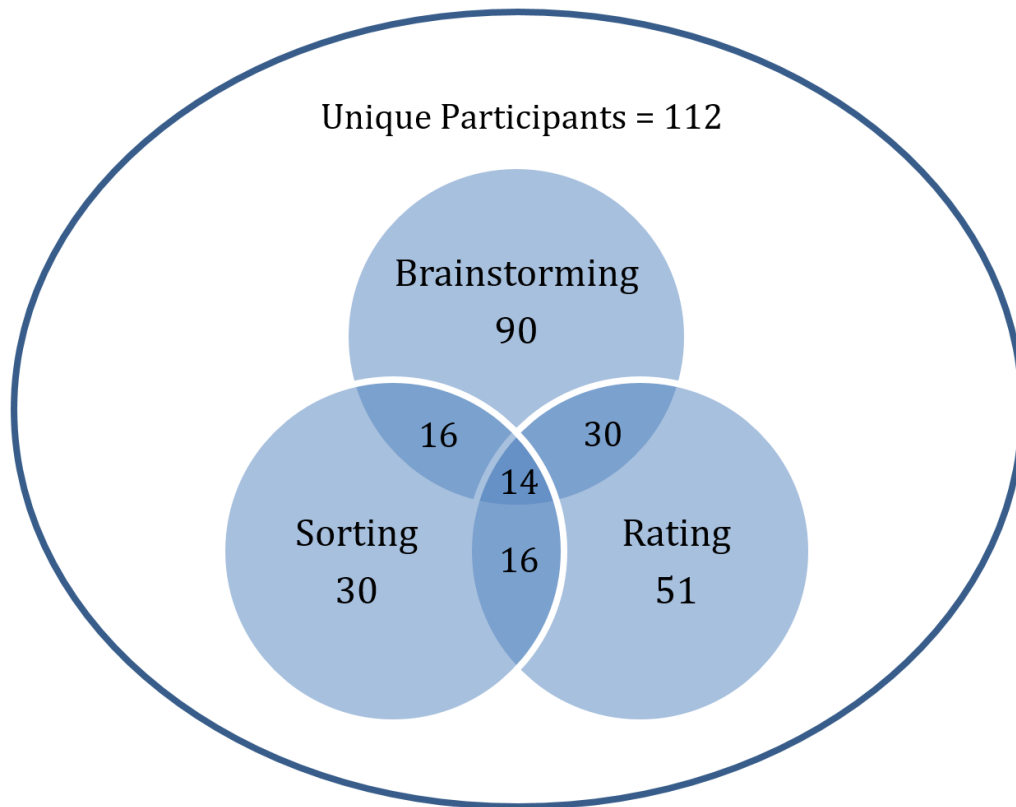 Unique Participants = 112
Brainstorming
90
16
30
14
Sorting
30
16
Rating
51